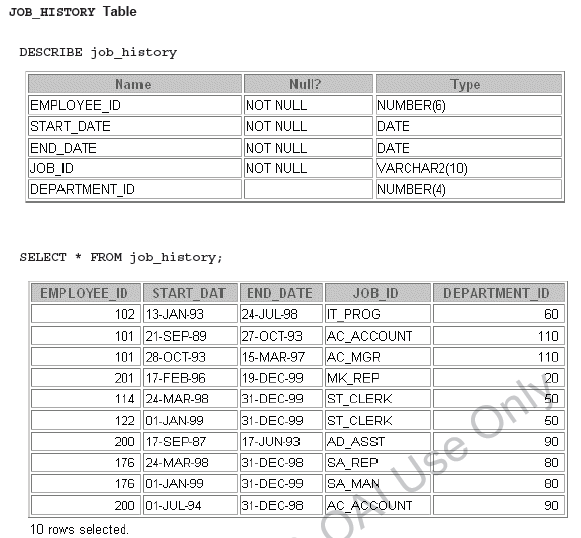 JOB_HISTORY Table
DESCRIBE job_history
Name Null? Type
EMPLOYEE_ID NOT NULL NUMBER(6)
START_DATE NOT NULL DATE
END_DATE NOT NULL DATE
JOB_ID NOT NULL VARCHAR2(10)
DEPARTMENT_ID NUMBER(4)
SELECT * FROM job_history;
EMPLOYEE_ID START_DAT END_DATE JOB_ID DEPARTMENT_ID
102 13-JAN-93 24-JUL-98 IT_PROG 60
101 21-SEP-89 27-OCT-93 AC_ACCOUNT 110
101 28-OCT-93 15-MAR-97 AC_MGR 110
201 17-FEB-96 19-DEC-99 MK_REP 20
114 24-MAR-98 31-DEC-99 ST_CLERK 50
122 01-JAN-99 31-DEC-99 ST_CLERK 50
200 17-SEP-87 17-JUN-93 AD_ASST 90
176 24-MAR-98 31-DEC-98 SA_REP 80
176 01-JAN-99 31-DEC-99 SA_MAN 80
200 01-JUL-94 31-DEC-98 AC_ACCOUNT 90
10 rows selected.
OAI Use Only